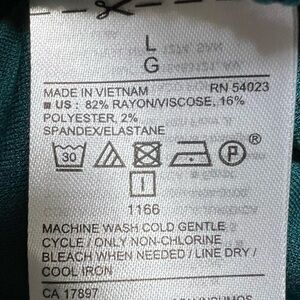 L
G
MADE IN VIETNAM RN 54023
US : 82% RAYON/VISCOSE, 16%
POLYESTER, 2%
SPANDEX/ELASTANE
30
P ®
I
1166
MACHINE WASH COLD GENTLE
CYCLE / ONLY NON-CHLORINE
BLEACH WHEN NEEDED / LINE DRY /
COOL IRON
CA 17897